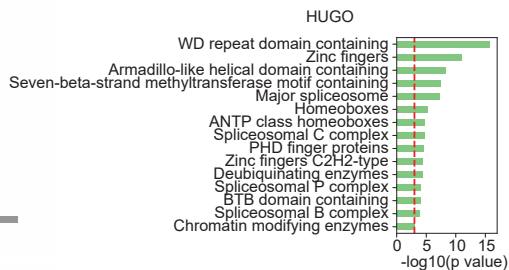 HUGO
WD repeat domain containing
Zinc fingers
Armadillo-like helical domain containing
Seven-beta-strand methyltransferase motif containing
Major spliceosome
Homeoboxes
ANTP class homeoboxes
Spliceosomal C complex
PHD finger proteins
Zinc fingers C2H2-type
Deubiquinating enzymes
Spliceosomal P complex
BTB domain containing
Spliceosomal B complex
Chromatin modifying enzymes
0 5 10 15
-log10(p value)